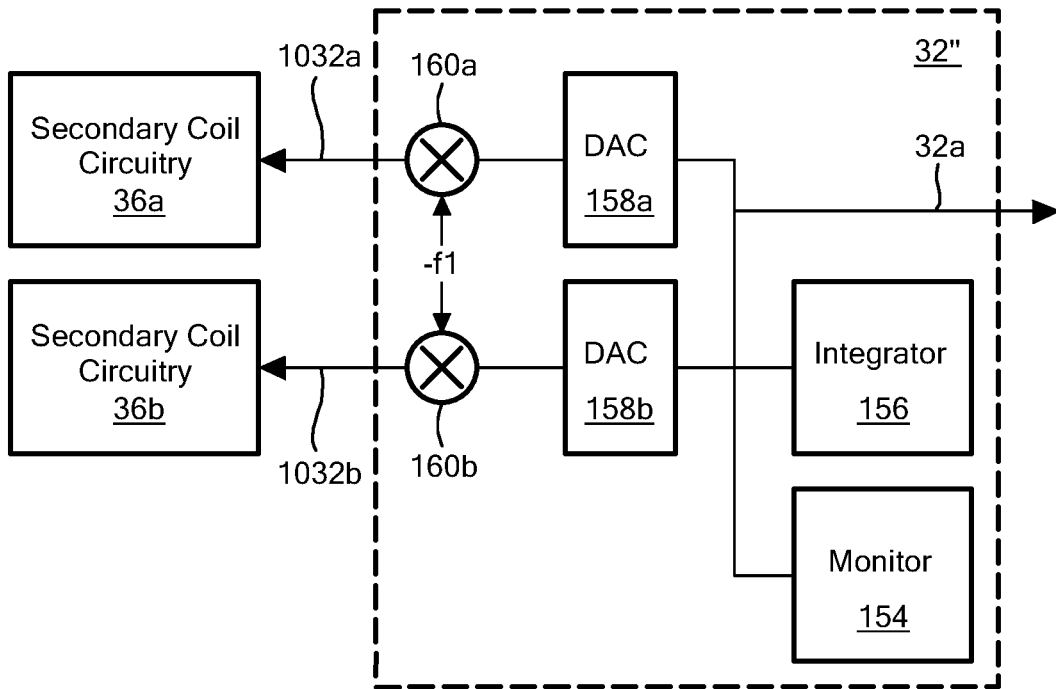 1032a
160a
32"
Secondary Coil
Circuitry
36a
DAC
158a
32a
-f1
Secondary Coil
Circuitry
36b
DAC
158b
Integrator
156
1032b
160b
Monitor
154